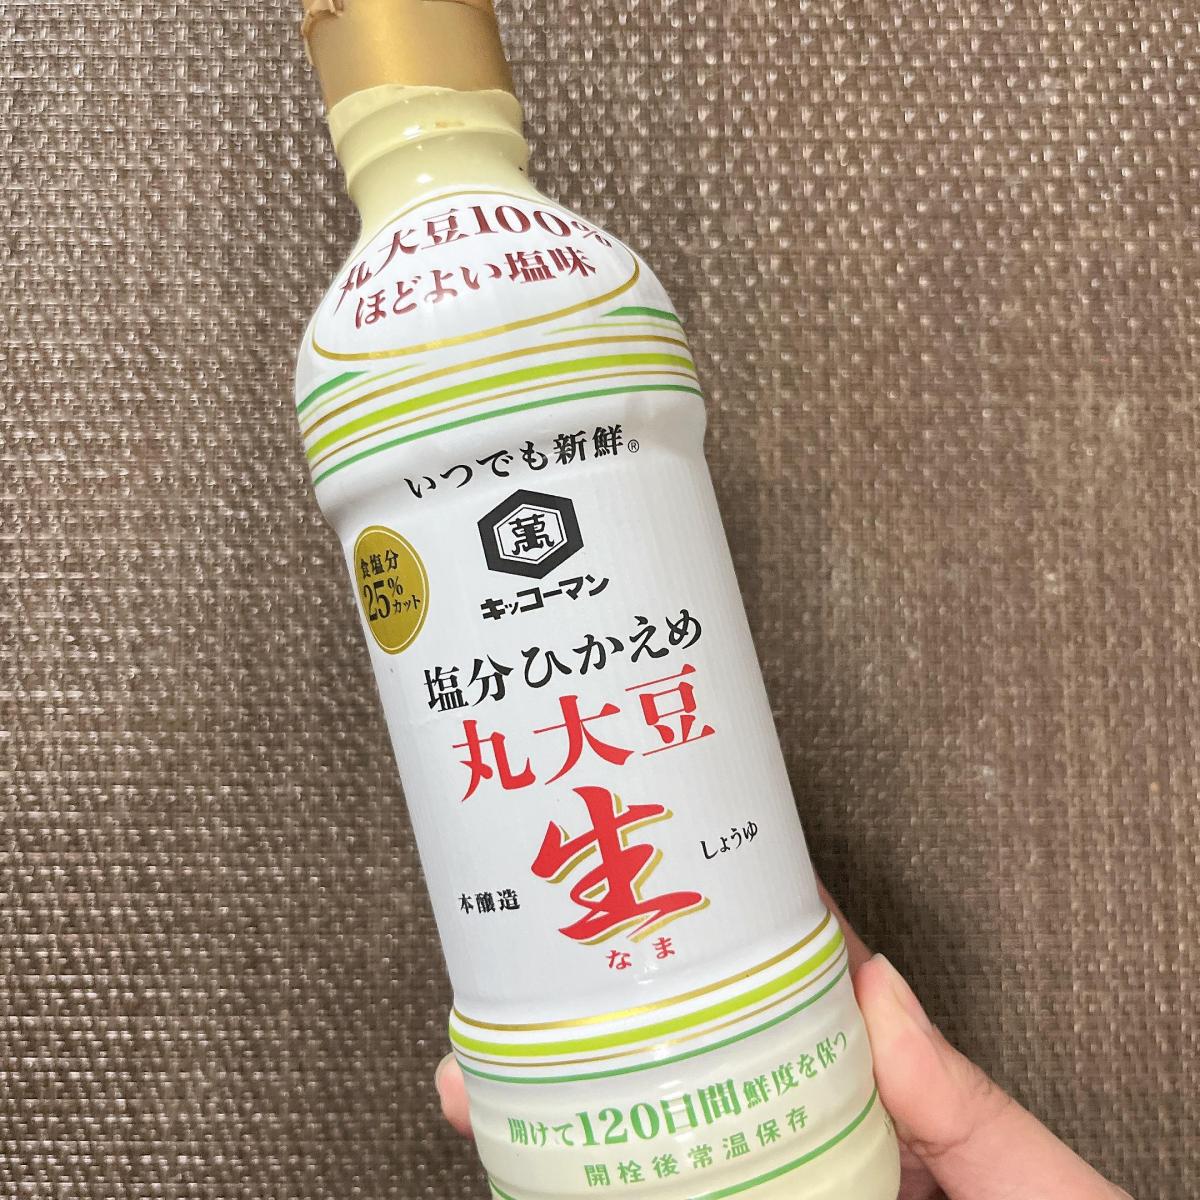 丸大豆100%
ほどよい塩味
いつでも新鮮®
萬
キッコーマン
食塩分
25%
カット
塩分ひかえめ
丸大豆
生
なま
しょうゆ
本醸造
開けて120日間鮮度を保つ
開栓後常温保存